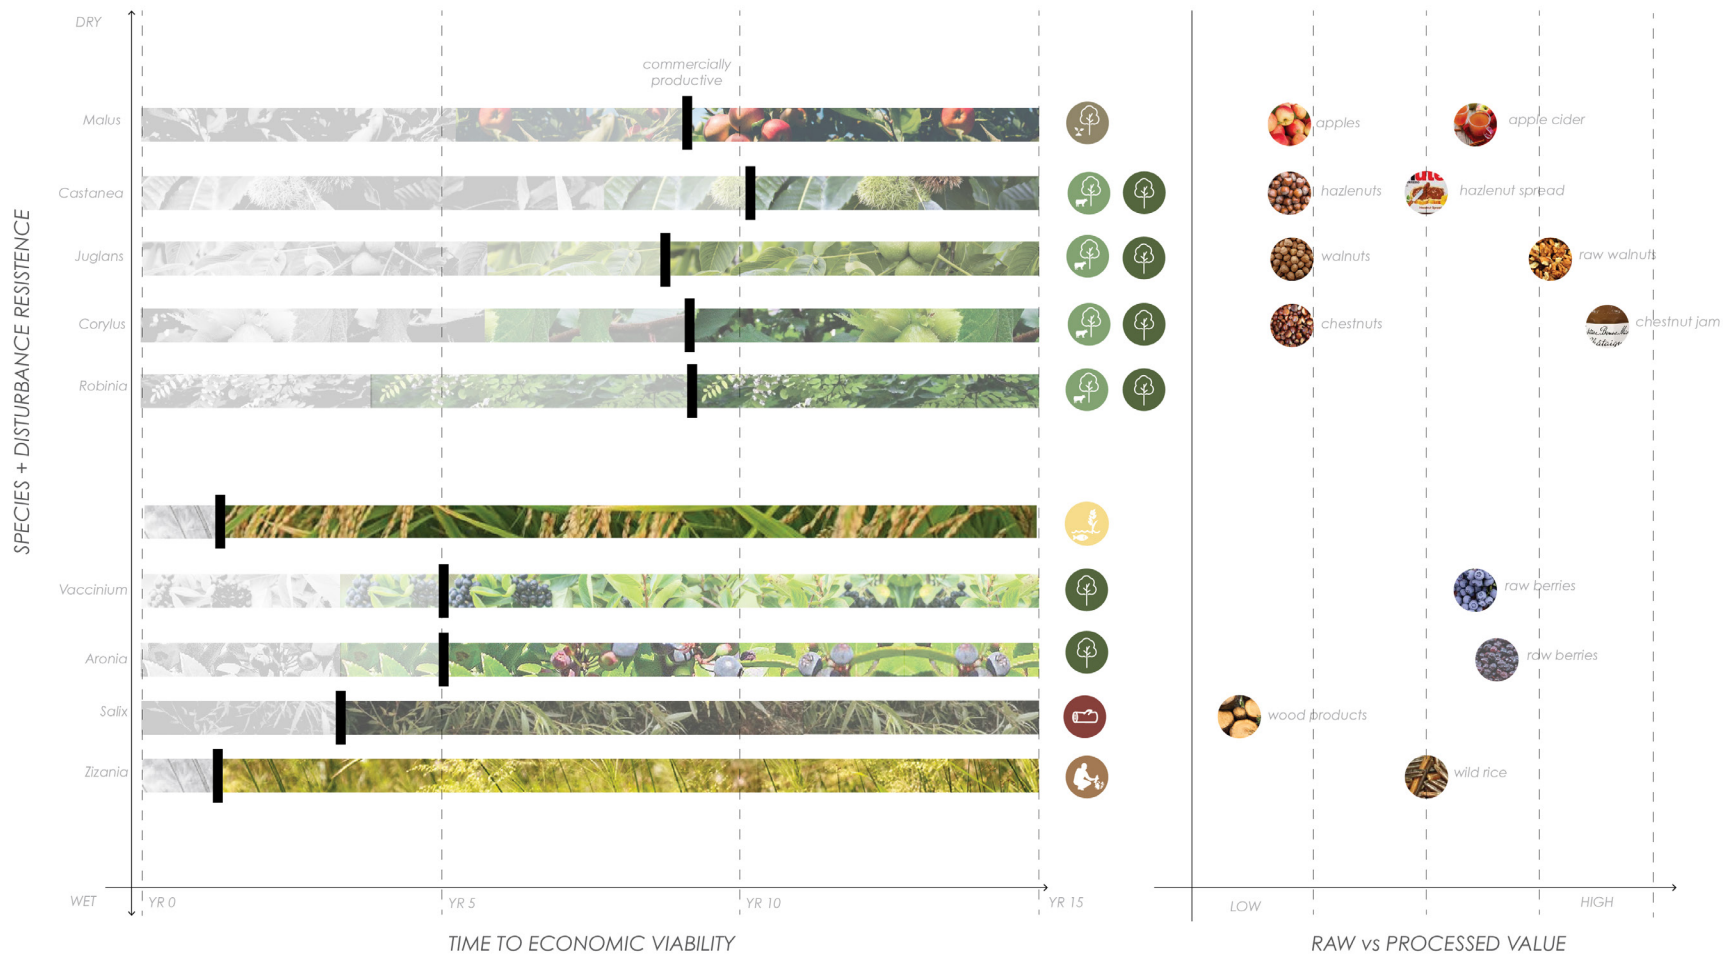 DRY
commercially
productive
Malus
apples
apple cider
Castanea
hazlenuts
hazlenut spread
Juglans
walnuts
raw walnuts
Corylus
chestnuts
chestnut jam
Robinia
SPECIES + DISTURBANCE RESISTENCE
Vaccinium
raw berries
Aronia
raw berries
Salix
wood products
Zizania
wild rice
WET
YR 0
YR 5
YR 10
YR 15
LOW
HIGH
TIME TO ECONOMIC VIABILITY
RAW vs PROCESSED VALUE